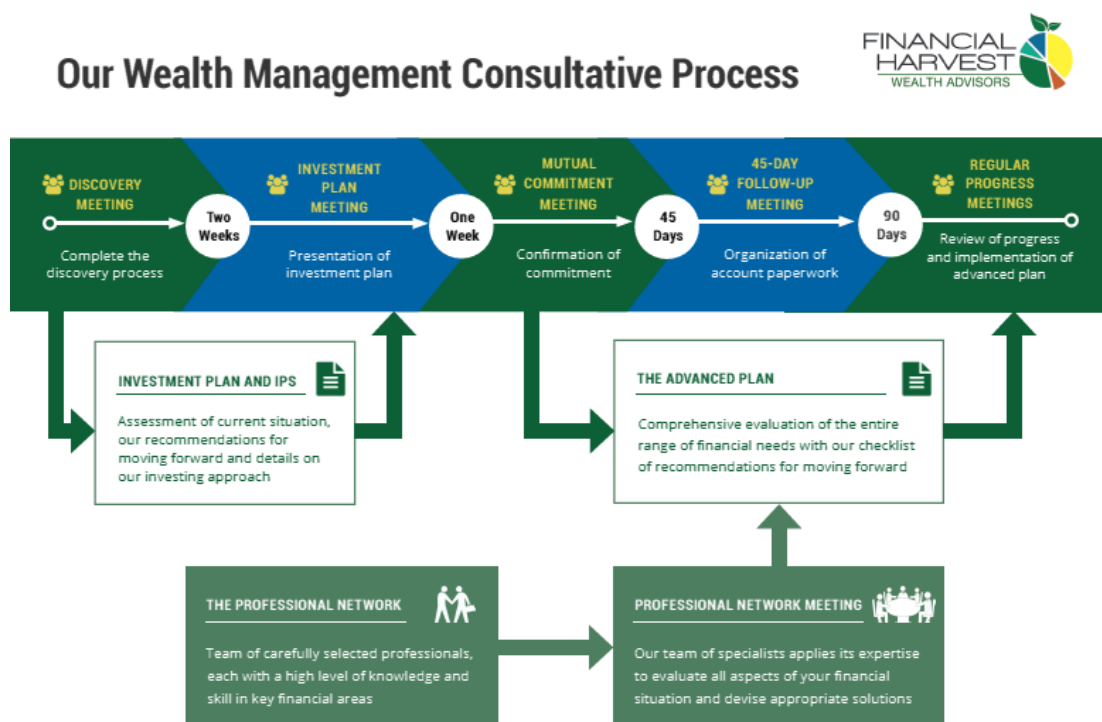 Our Wealth Management Consultative Process
FINANCIAL
HARVEST
WEALTH ADVISORS
DISCOVERY
MEETING
Complete the
discovery process
Two
Weeks
INVESTMENT
PLAN
MEETING
Presentation of
investment plan
One
Week
MUTUAL
COMMITMENT
MEETING
Confirmation of
commitment
45
Days
45-DAY
FOLLOW-UP
MEETING
Organization of
account paperwork
90
Days
REGULAR
PROGRESS
MEETINGS
Review of progress
and implementation of
advanced plan
INVESTMENT PLAN AND IPS
Assessment of current situation,
our recommendations for
moving forward and details on
our investing approach
THE ADVANCED PLAN
Comprehensive evaluation of the entire
range of financial needs with our checklist
of recommendations for moving forward
THE PROFESSIONAL NETWORK
Team of carefully selected professionals,
each with a high level of knowledge and
skill in key financial areas
PROFESSIONAL NETWORK MEETING
Our team of specialists applies its expertise
to evaluate all aspects of your financial
situation and devise appropriate solutions